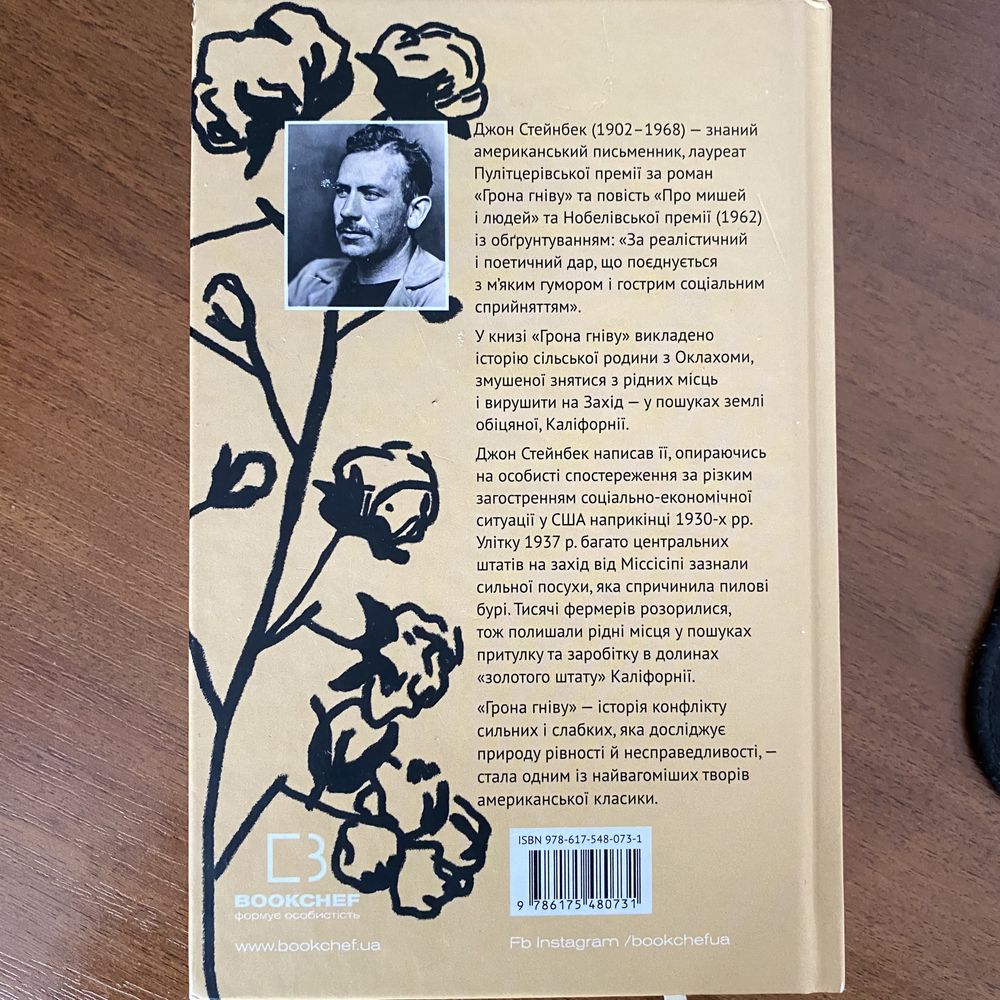 Джон Стейнбек (1902–1968) — знаний
американський письменник, лауреат
Пулітцерівської премії за роман
«Грона гніву» та повість «Про мишей
і людей» та Нобелівської премії (1962)
із обґрунтуванням: «За реалістичний
і поетичний дар, що поєднується
з м’яким гумором і гострим соціальним
сприйняттям».
У книзі «Грона гніву» викладено
історію сільської родини з Оклахоми,
змушеної знятися з рідних місць
і вирушити на Захід — у пошуках землі
обіцяної, Каліфорнії.
Джон Стейнбек написав її, опираючись
на особисті спостереження за різким
загостренням соціально-економічної
ситуації у США наприкінці 1930-х рр.
Улітку 1937 р. багато центральних
штатів на захід від Міссісіпі зазнали
сильної посухи, яка спричинила пилові
бурі. Тисячі фермерів розорилися,
тож полишали рідні місця у пошуках
притулку та заробітку в долинах
«золотого штату» Каліфорнії.
«Грона гніву» — історія конфлікту
сильних і слабких, яка досліджує
природу рівності й несправедливості, —
стала одним із найвагоміших творів
американської класики.
ISBN 978-617-548-073-1
9 786175 480731
BOOKCHEF
формує особистість
www.bookchef.ua
Fb Instagram /bookchefua